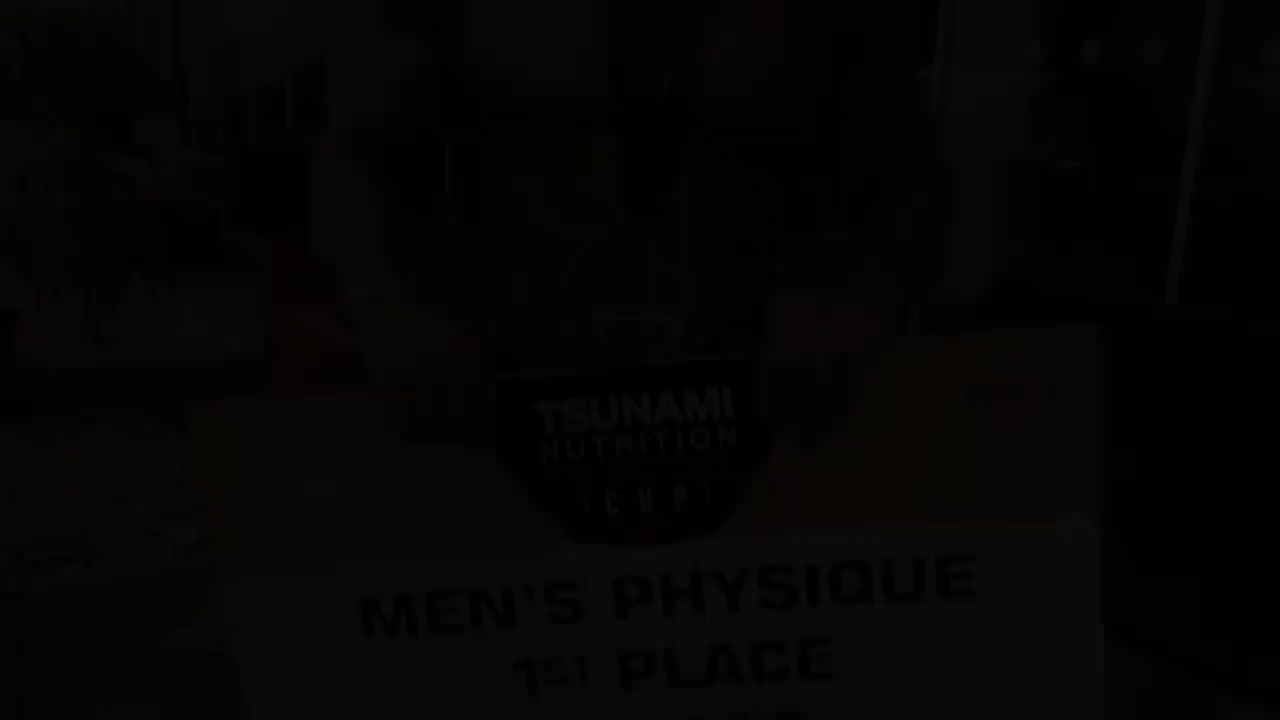 TSUNAMI
NUTRITION
CUP
MEN'S PHYSIQUE
1ST PLACE